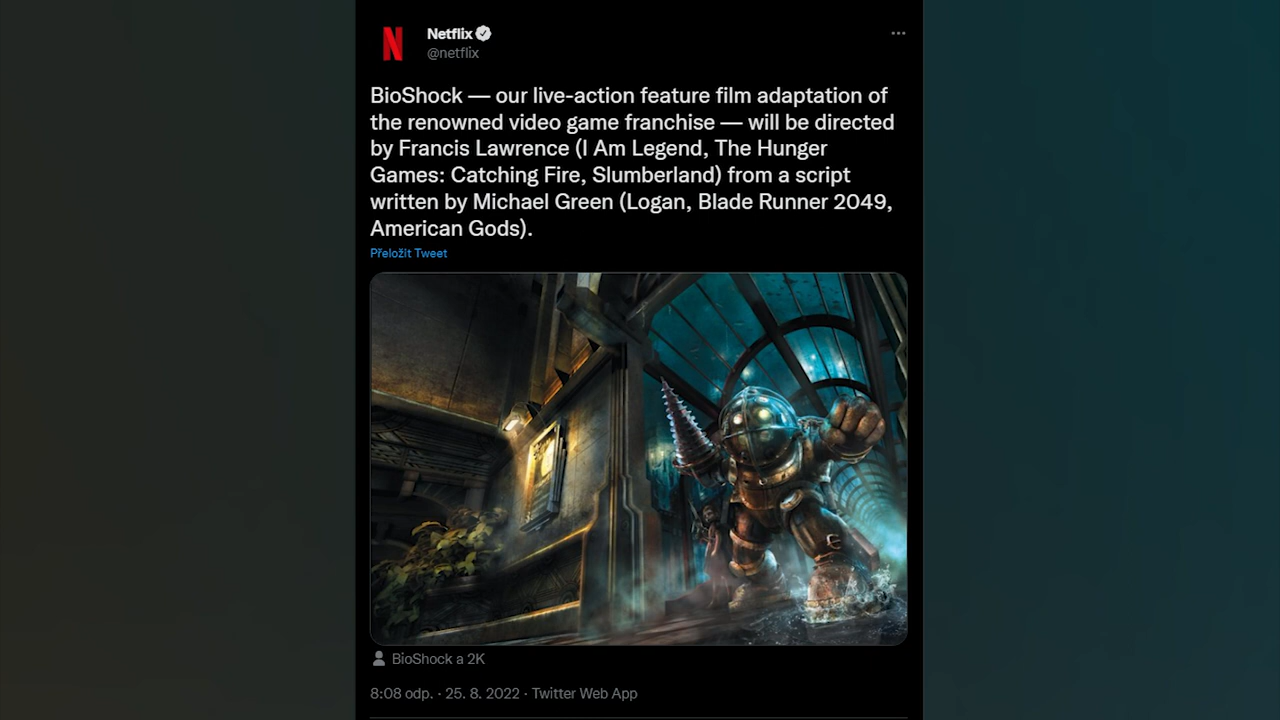 Netflix
@netflix
BioShock — our live-action feature film adaptation of
the renowned video game franchise — will be directed
by Francis Lawrence (I Am Legend, The Hunger
Games: Catching Fire, Slumberland) from a script
written by Michael Green (Logan, Blade Runner 2049,
American Gods).
Přeložit Tweet
BioShock a 2K
8:08 odp. · 25. 8. 2022 · Twitter Web App